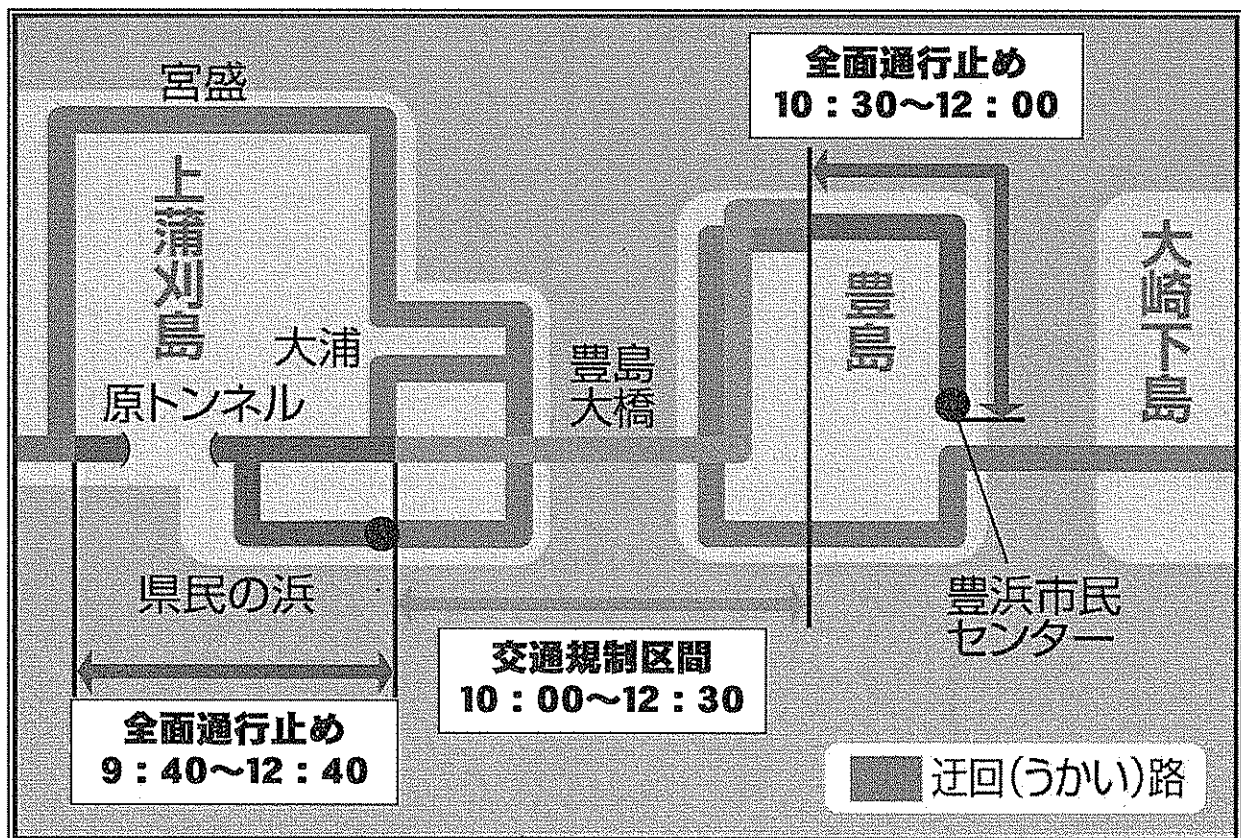 全面通行止め
10：30～12：00
宮盛
上蒲刈島
大浦
原トンネル
豊島
大橋
豊島
大崎下島
県民の浜
豊浜市民
センター
交通規制区間
10：00～12：30
全面通行止め
9：40～12：40
迂回(うかい)路